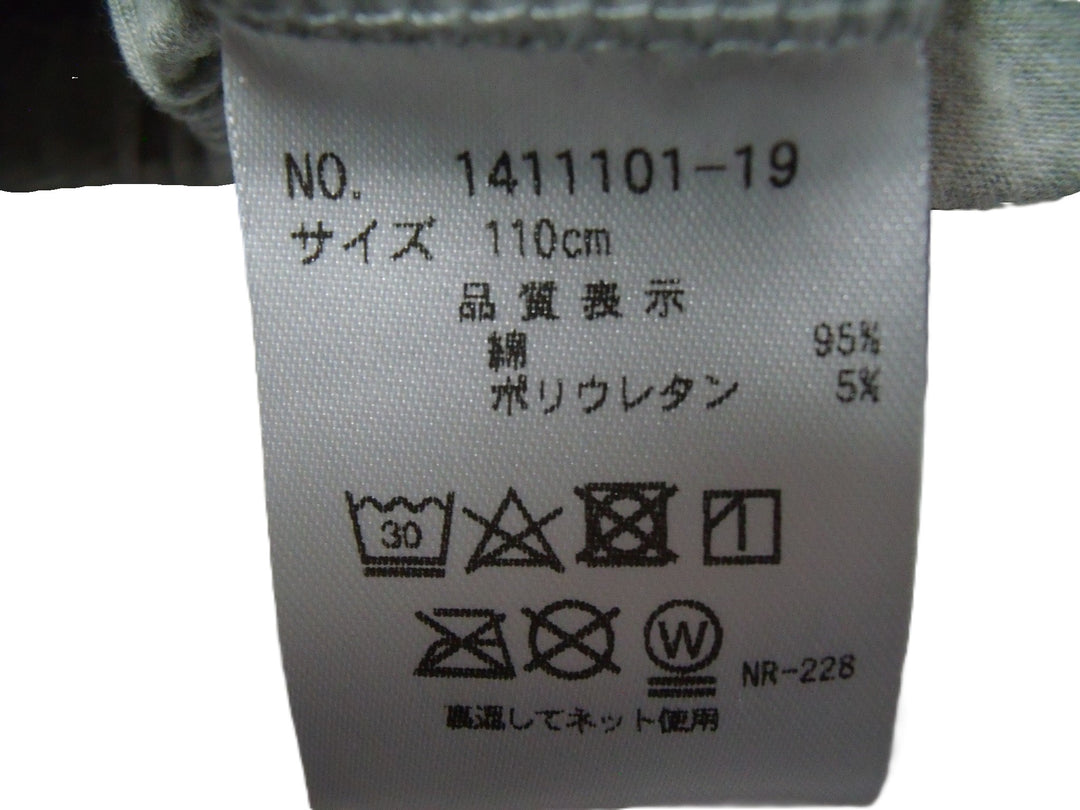 NO. 1411101-19
サイズ 110cm
品質表示
綿 95%
ポリウレタン 5%
30
W
NR-228
裏返してネット使用